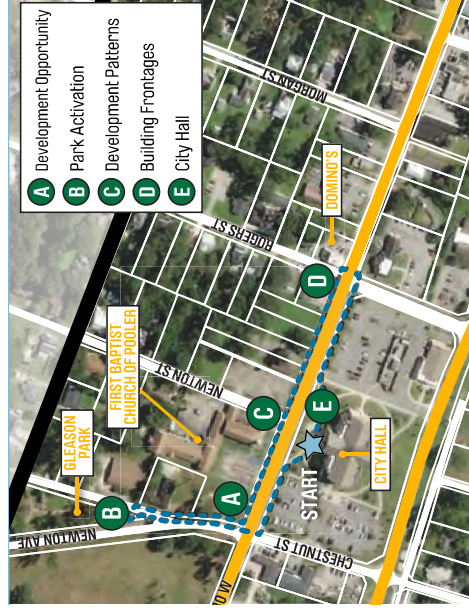 A Development Opportunity
B Park Activation
C Development Patterns
D Building Frontages
E City Hall
NEWTON AVE
GLEASON
PARK
B
FIRST BAPTIST
CHURCH OF POOLER
NEWTON ST
ROGERS ST
MORGAN ST
A
C
D
DOMINO'S
START
E
CITY HALL
CHESTNUT ST